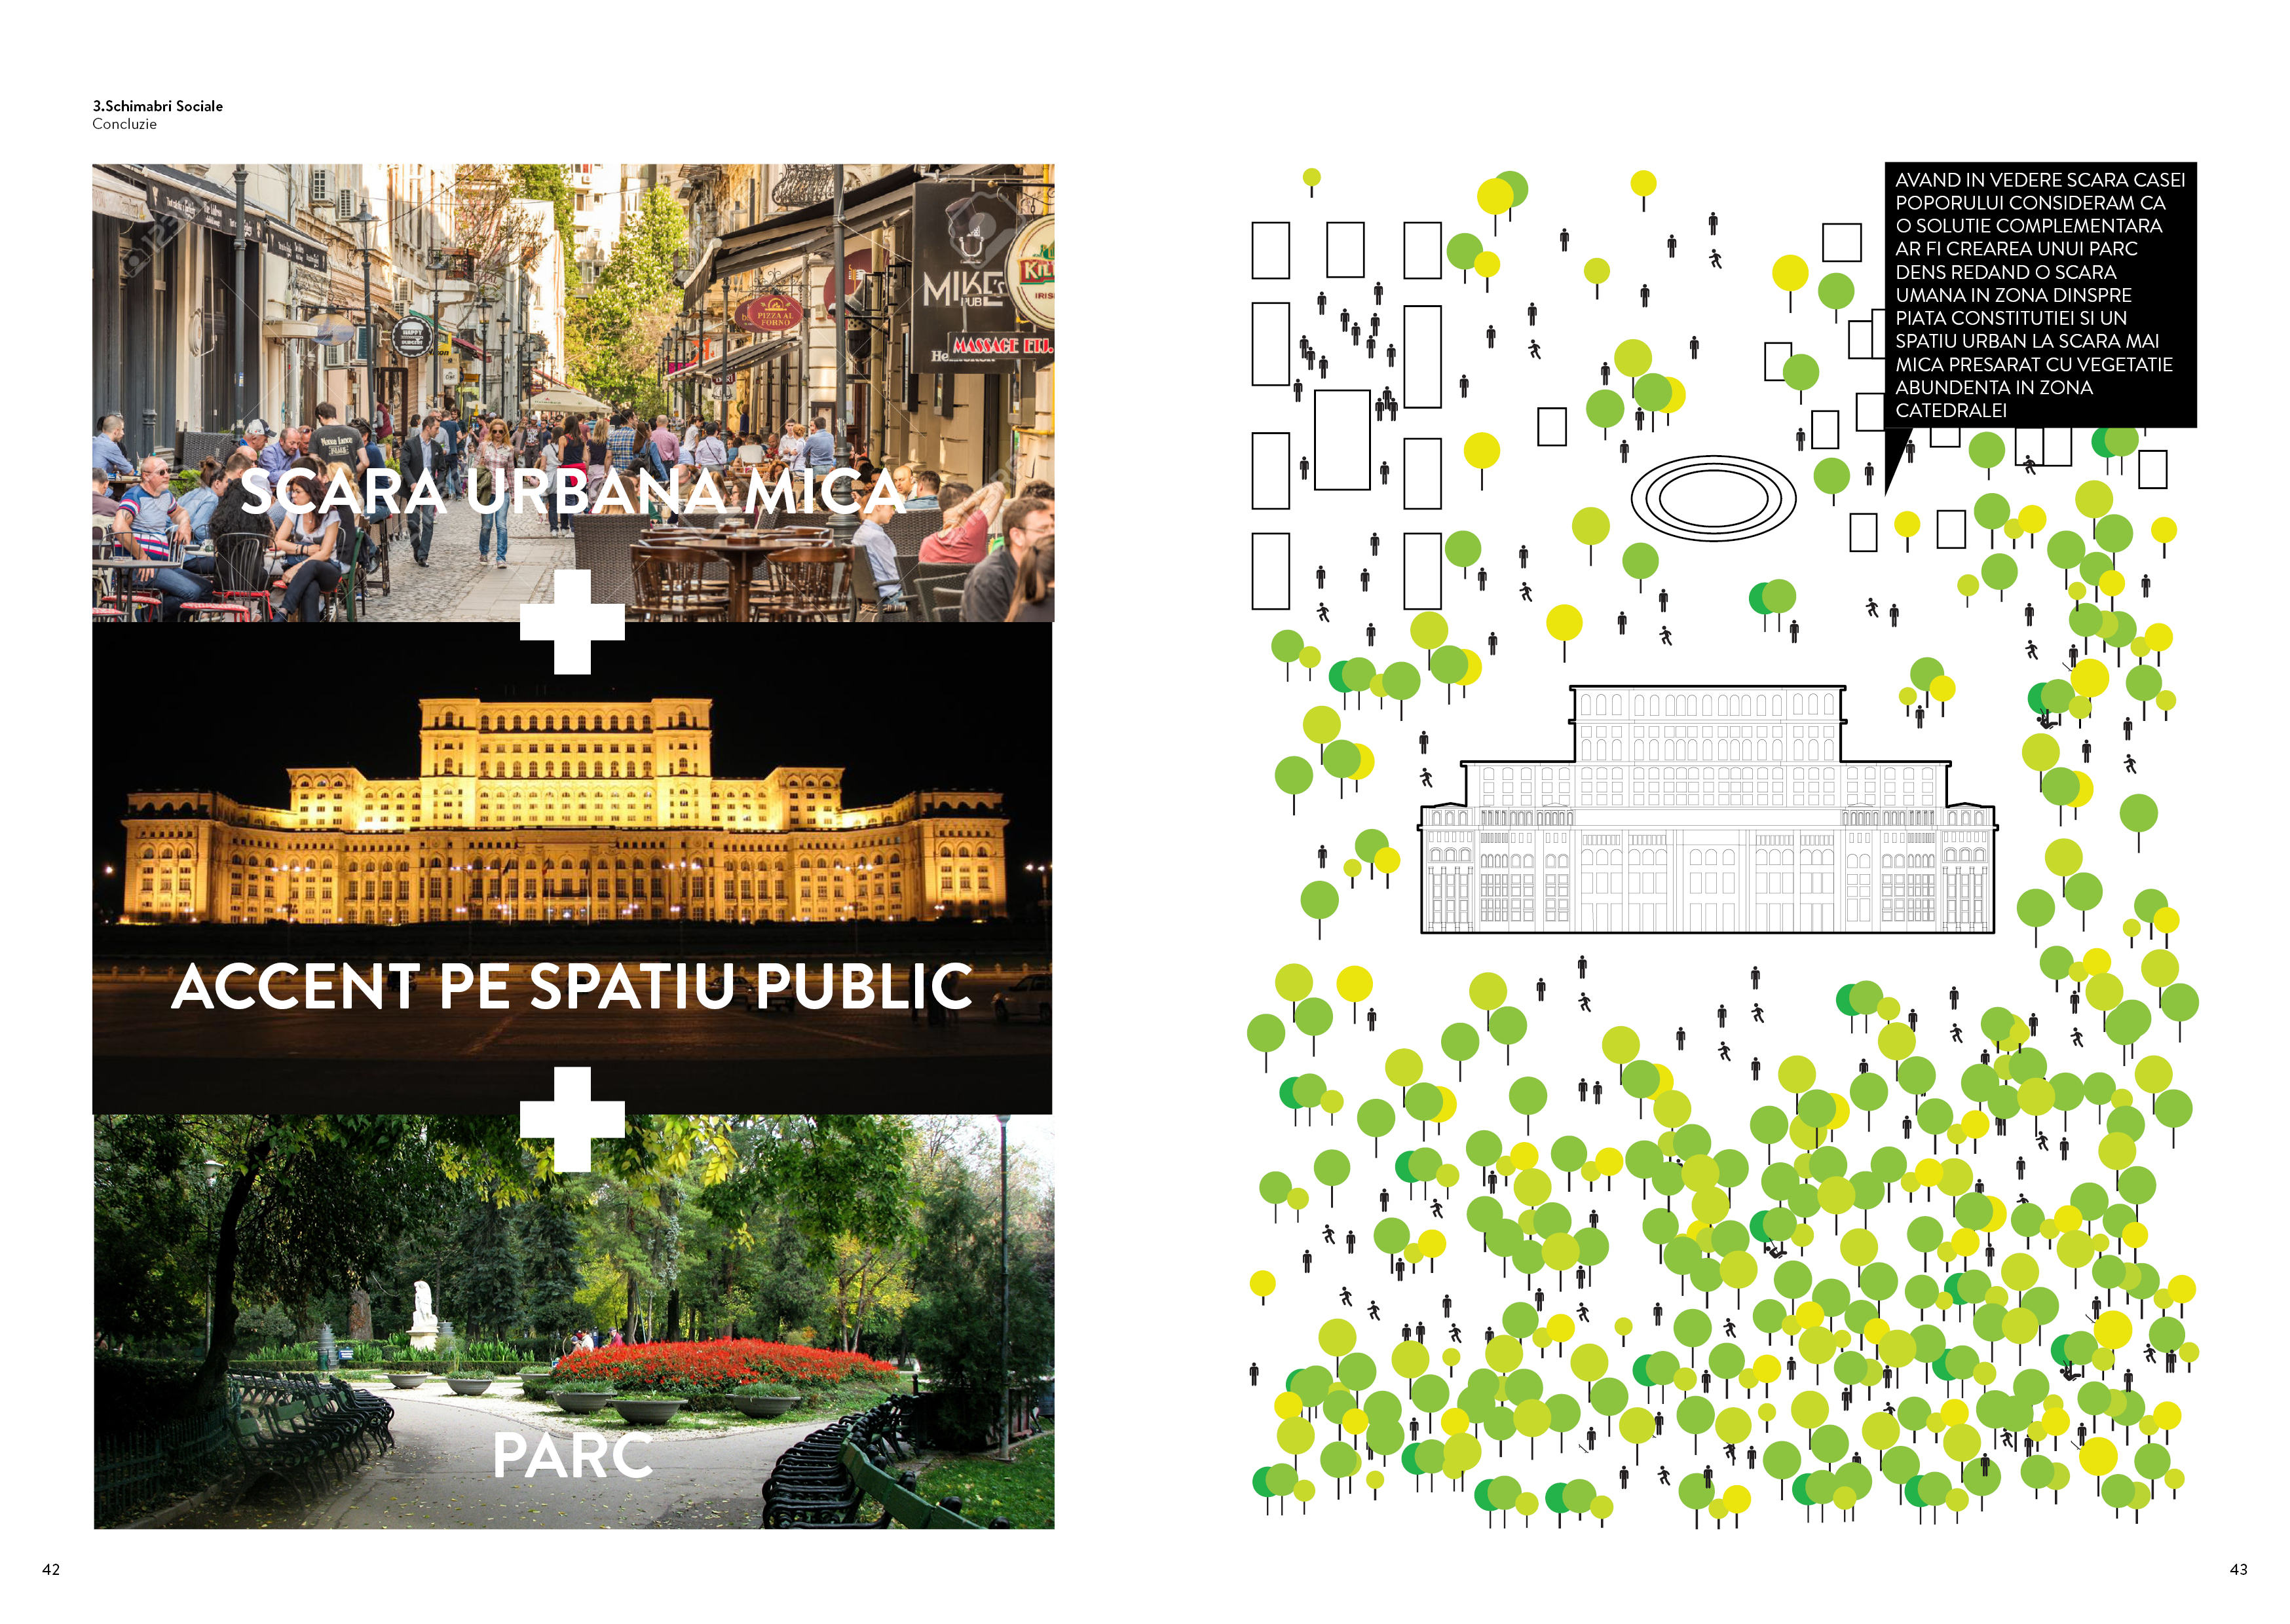 3.Schimabri Sociale
Concluzie
MIKE'S
PUB
PIZZA AL
FORNO
MASSAGE ETJ.
SCARA URBANA MICA
ACCENT PE SPATIU PUBLIC
PARC
42
AVAND IN VEDERE SCARA CASEI
POPORULUI CONSIDERAM CA
O SOLUTIE COMPLEMENTARA
AR FI CREAREA UNUI PARC
DENS REDAND O SCARA
UMANA IN ZONA DINSPRE
PIATA CONSTITUTIEI SI UN
SPATIU URBAN LA SCARA MAI
MICA PRESARAT CU VEGETATIE
ABUNDENTA IN ZONA
CATEDRALEI
43